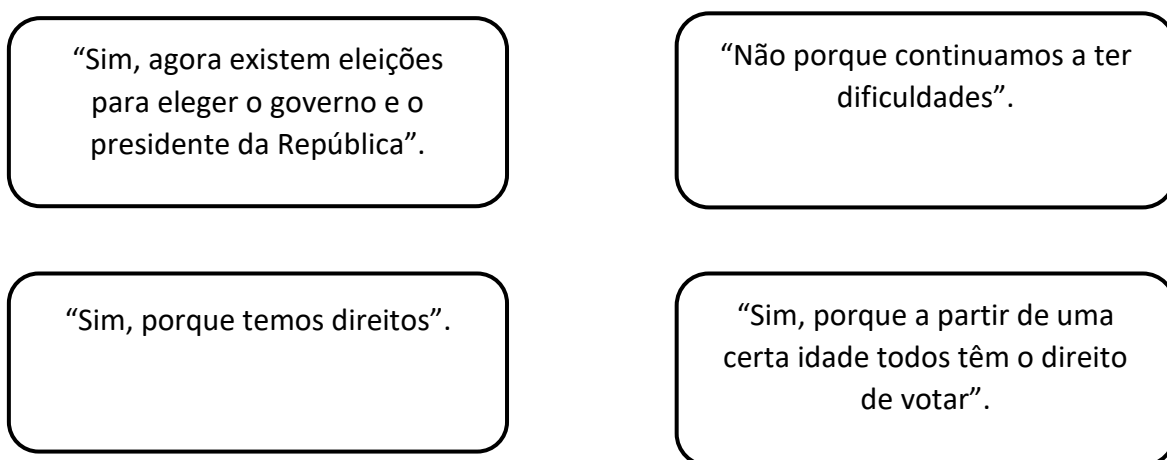 “Sim, agora existem eleições
para eleger o governo e o
presidente da República”.
“Não porque continuamos a ter
dificuldades”.
“Sim, porque temos direitos”.
“Sim, porque a partir de uma
certa idade todos têm o direito
de votar”.